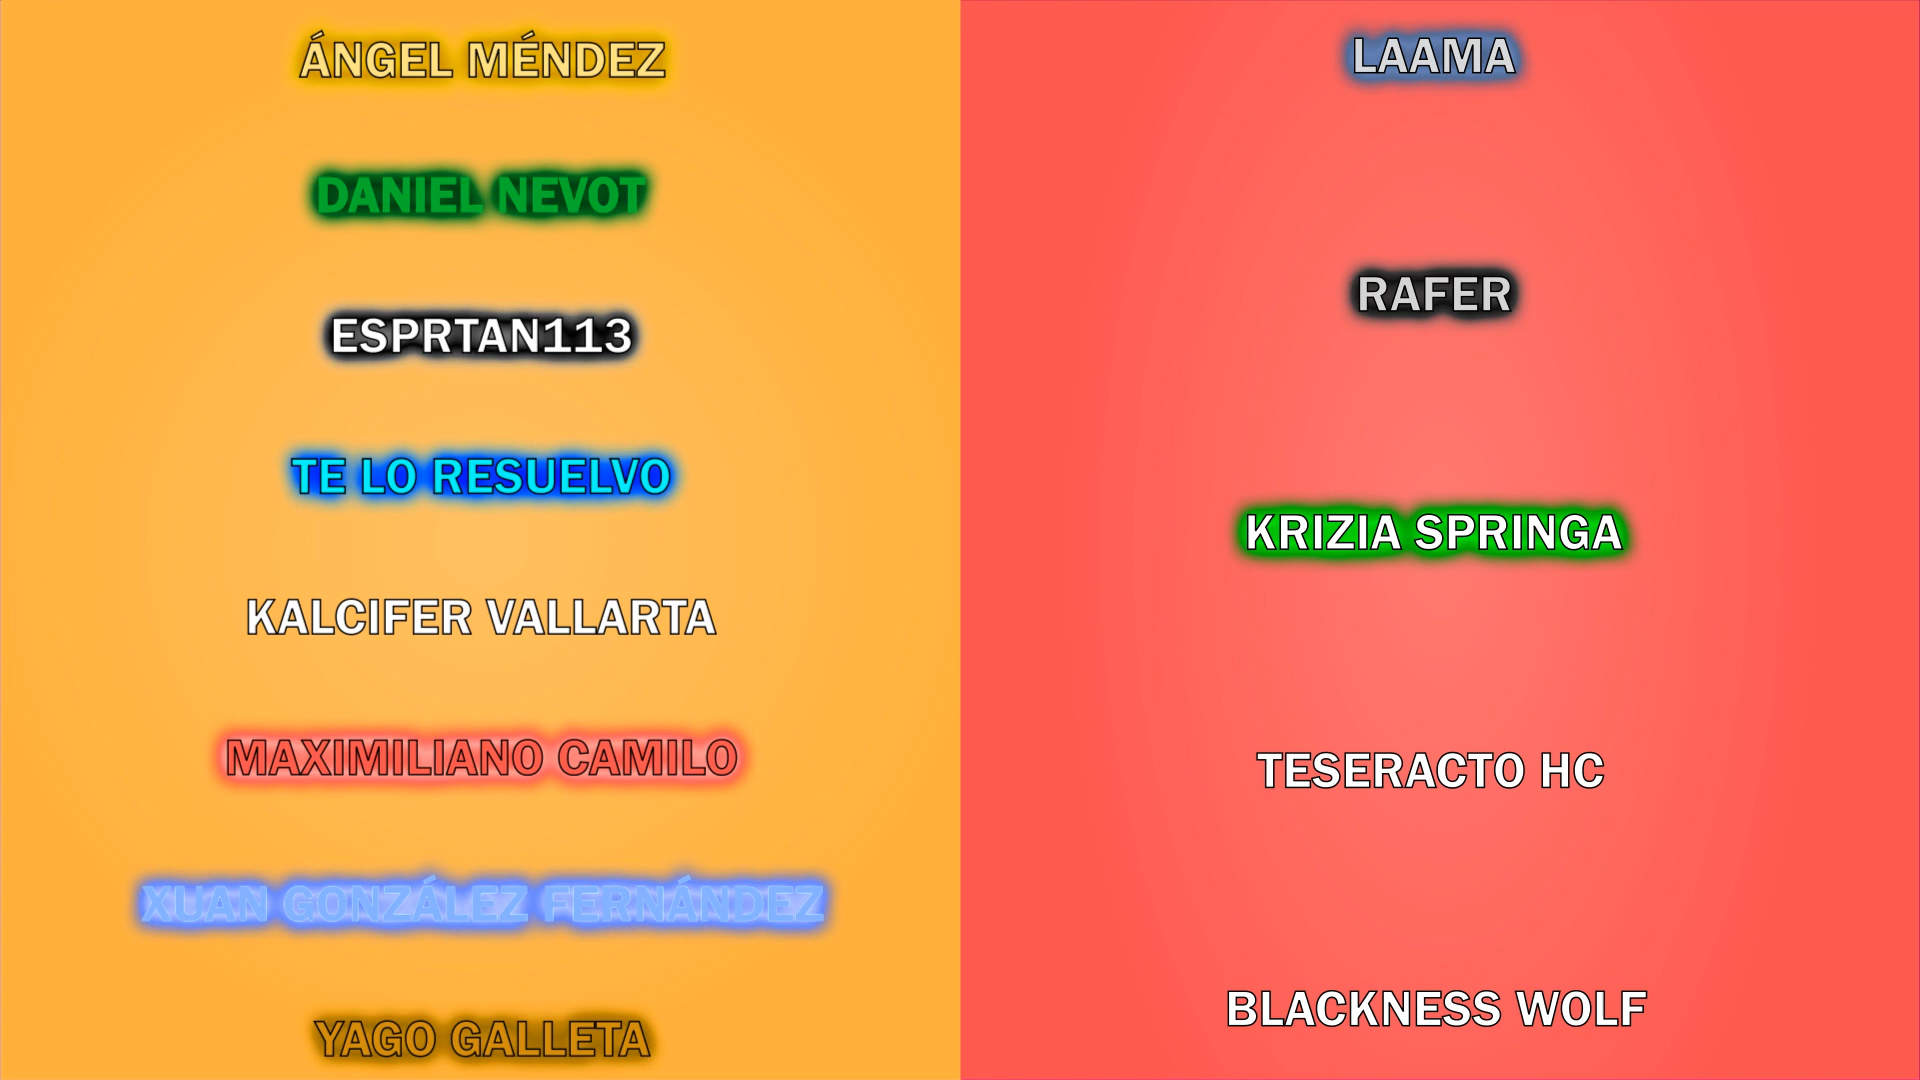 ÁNGEL MÉNDEZ
DANIEL NEVOT
ESPRTAN113
TE LO RESUELVO
KALCIFER VALLARTA
MAXIMILIANO CAMILO
XUAN GONZÁLEZ FERNÁNDEZ
YAGO GALLETA
LAAMA
RAFER
KRIZIA SPRINGA
TESERACTO HC
BLACKNESS WOLF